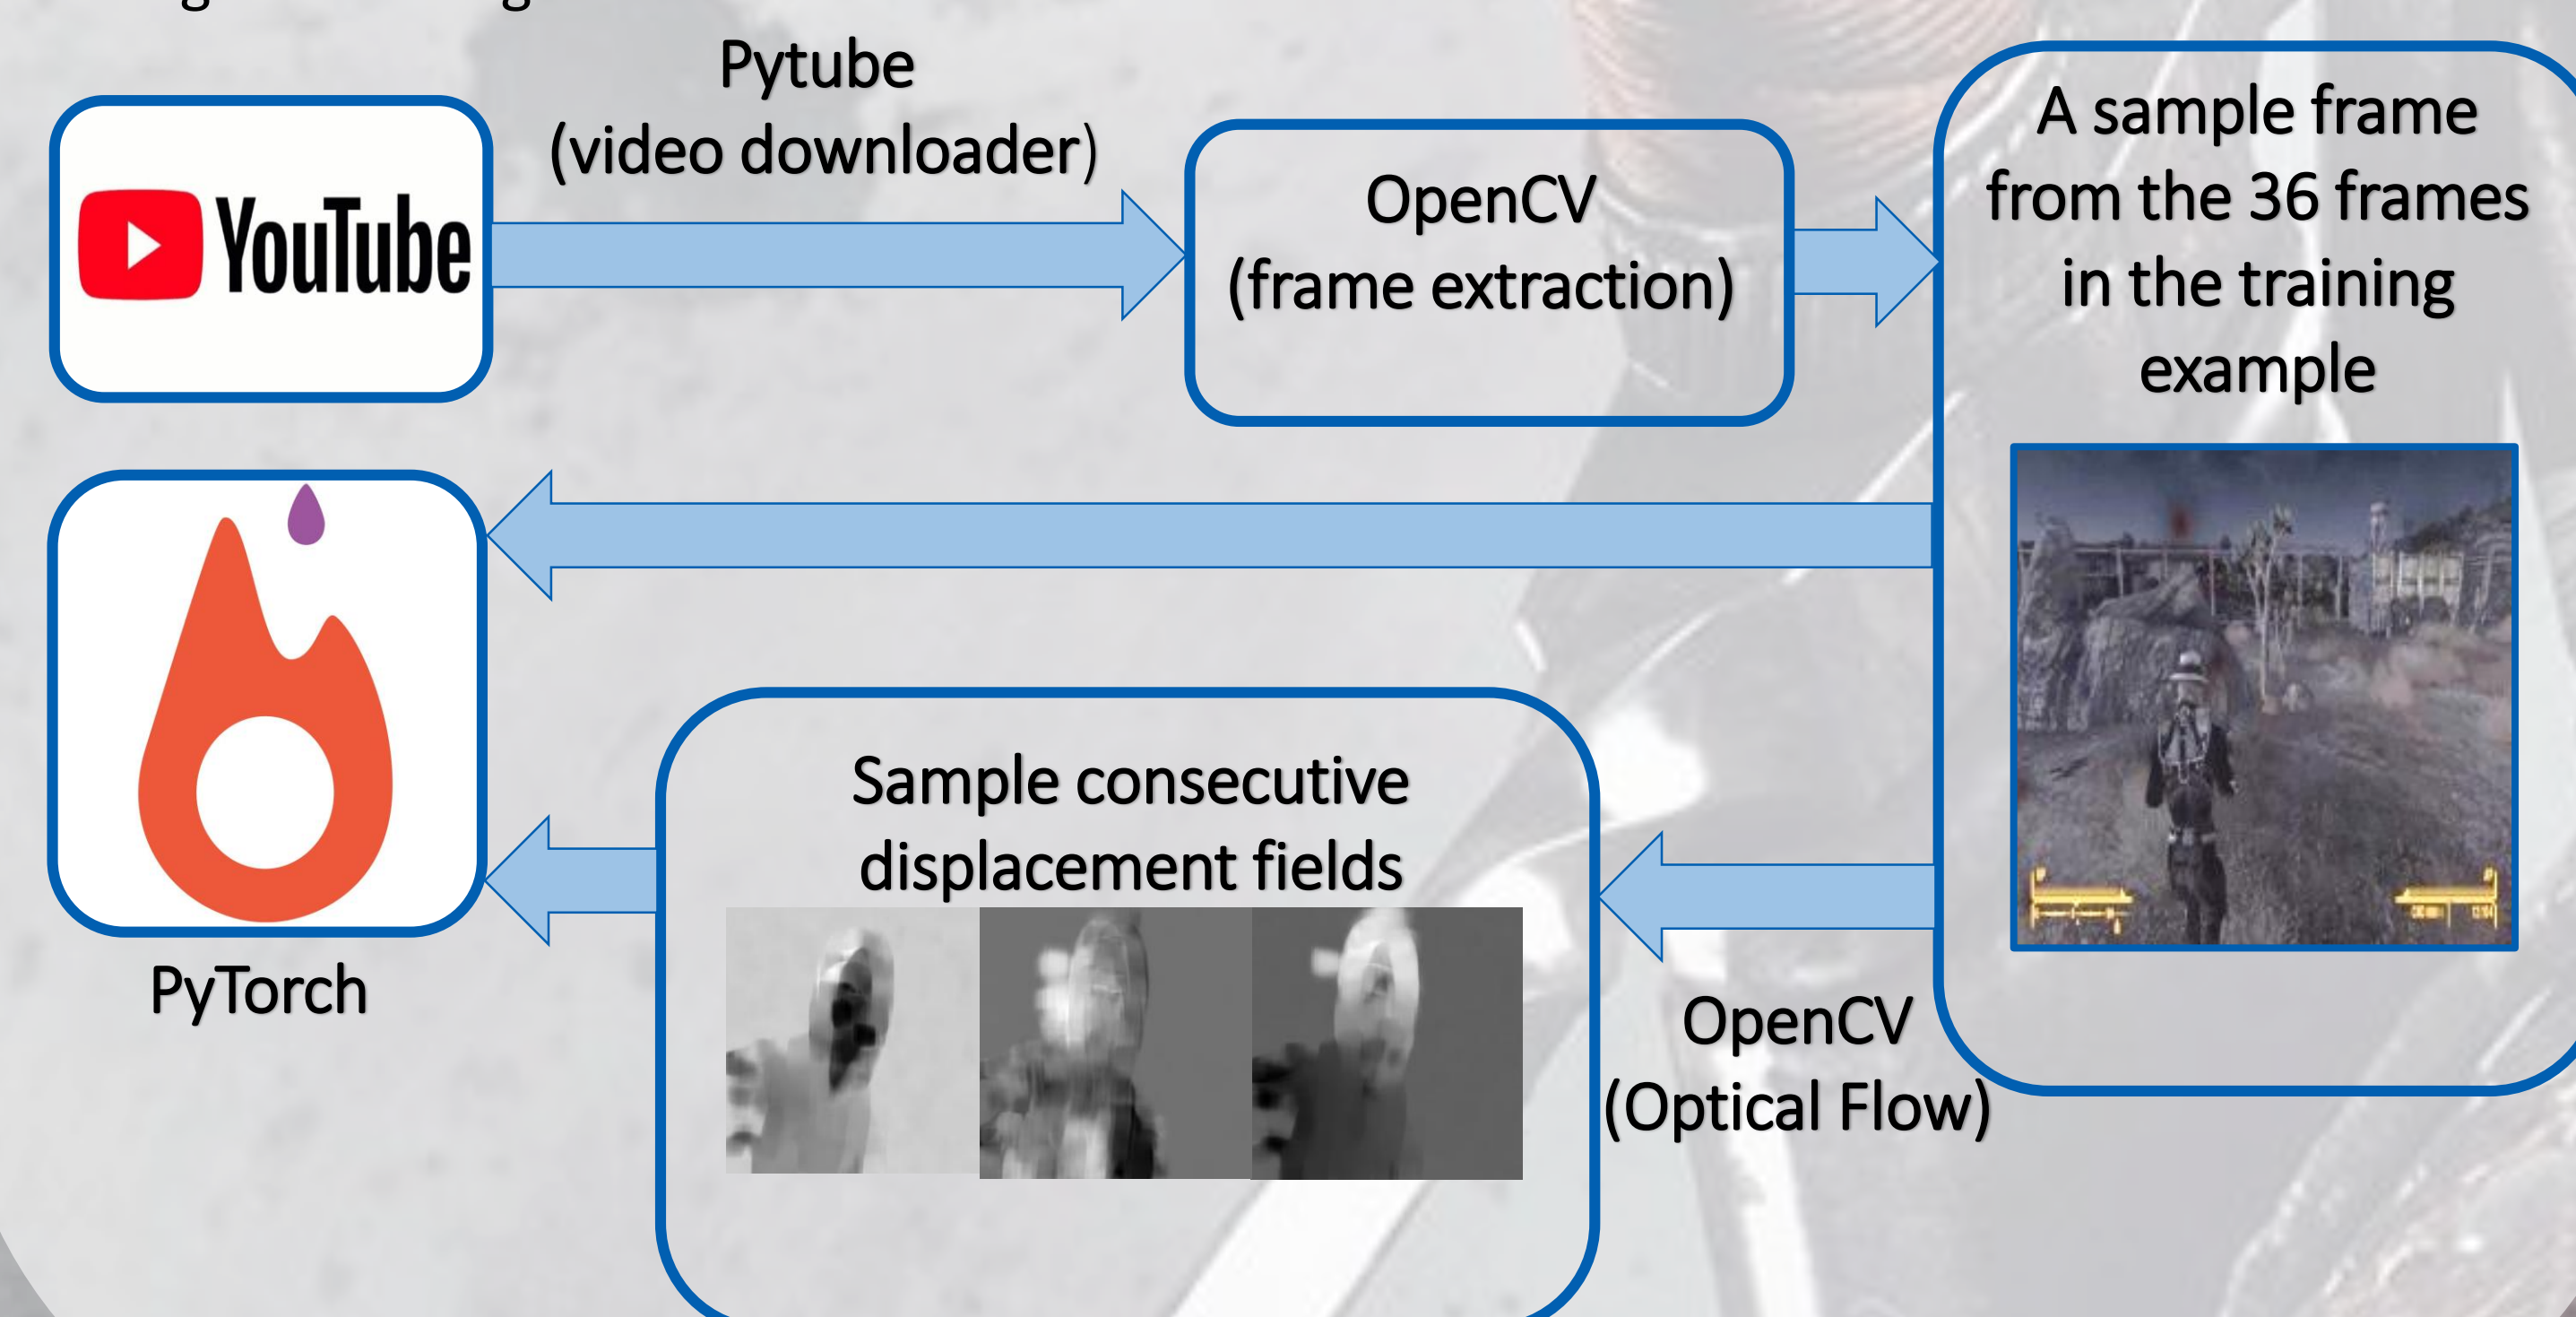 Pytube
(video downloader)
YouTube
OpenCV
(frame extraction)
A sample frame
from the 36 frames
in the training
example
Sample consecutive
displacement fields
PyTorch
OpenCV
(Optical Flow)